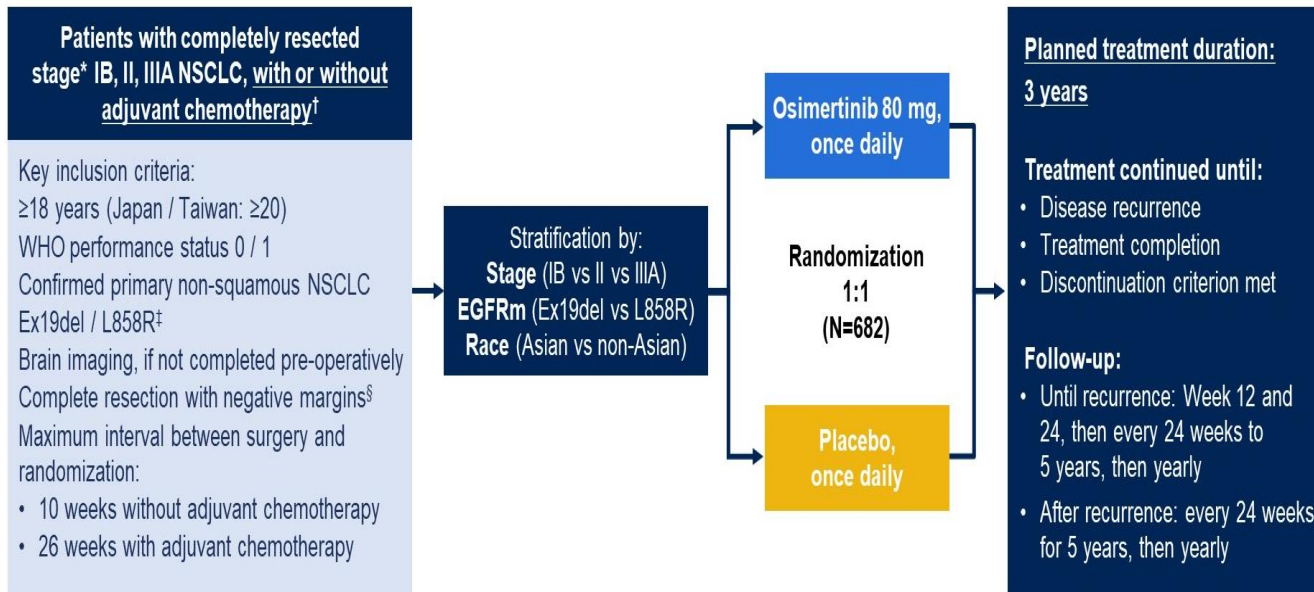 Patients with completely resected
stage* IB, II, IIIA NSCLC, with or without
adjuvant chemotherapy†
Key inclusion criteria:
≥18 years (Japan / Taiwan: ≥20)
WHO performance status 0 / 1
Confirmed primary non-squamous NSCLC
Ex19del / L858R‡
Brain imaging, if not completed pre-operatively
Complete resection with negative margins§
Maximum interval between surgery and
randomization:
• 10 weeks without adjuvant chemotherapy
• 26 weeks with adjuvant chemotherapy
Stratification by:
Stage (IB vs II vs IIIA)
EGFRm (Ex19del vs L858R)
Race (Asian vs non-Asian)
Osimertinib 80 mg,
once daily
Randomization
1:1
(N=682)
Placebo,
once daily
Planned treatment duration:
3 years
Treatment continued until:
• Disease recurrence
• Treatment completion
• Discontinuation criterion met
Follow-up:
• Until recurrence: Week 12 and
24, then every 24 weeks to
5 years, then yearly
• After recurrence: every 24 weeks
for 5 years, then yearly